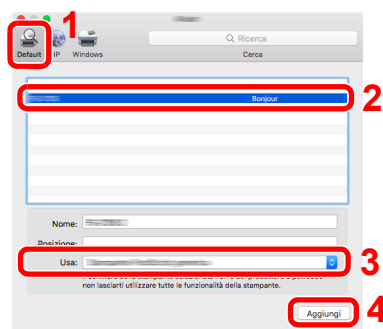 1
Q Ricerca
Default IP Windows
Cerca
Bonjour
2
Nome:
Posizione:
Usa:
3
non lasciarti utilizzare tutte le funzionalità della stampante.
Aggiungi
4